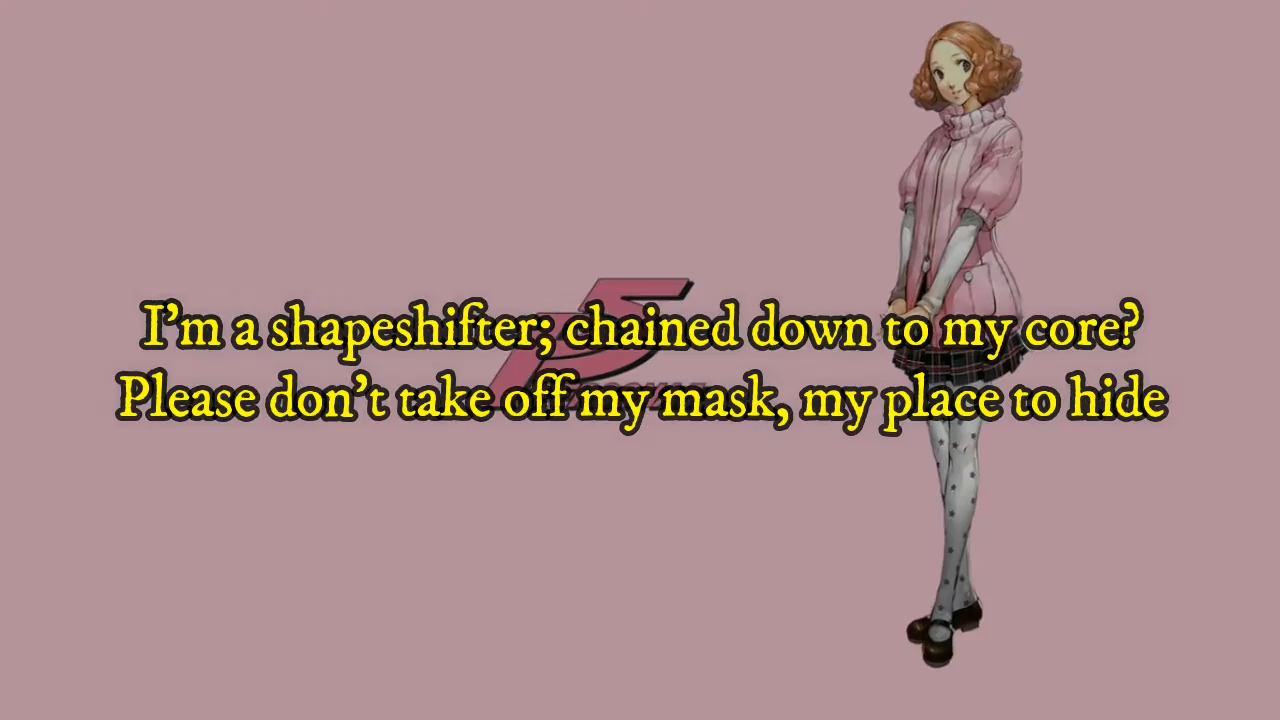 I'm a shapeshifter; chained down to my core?
Please don't take off my mask, my place to hide